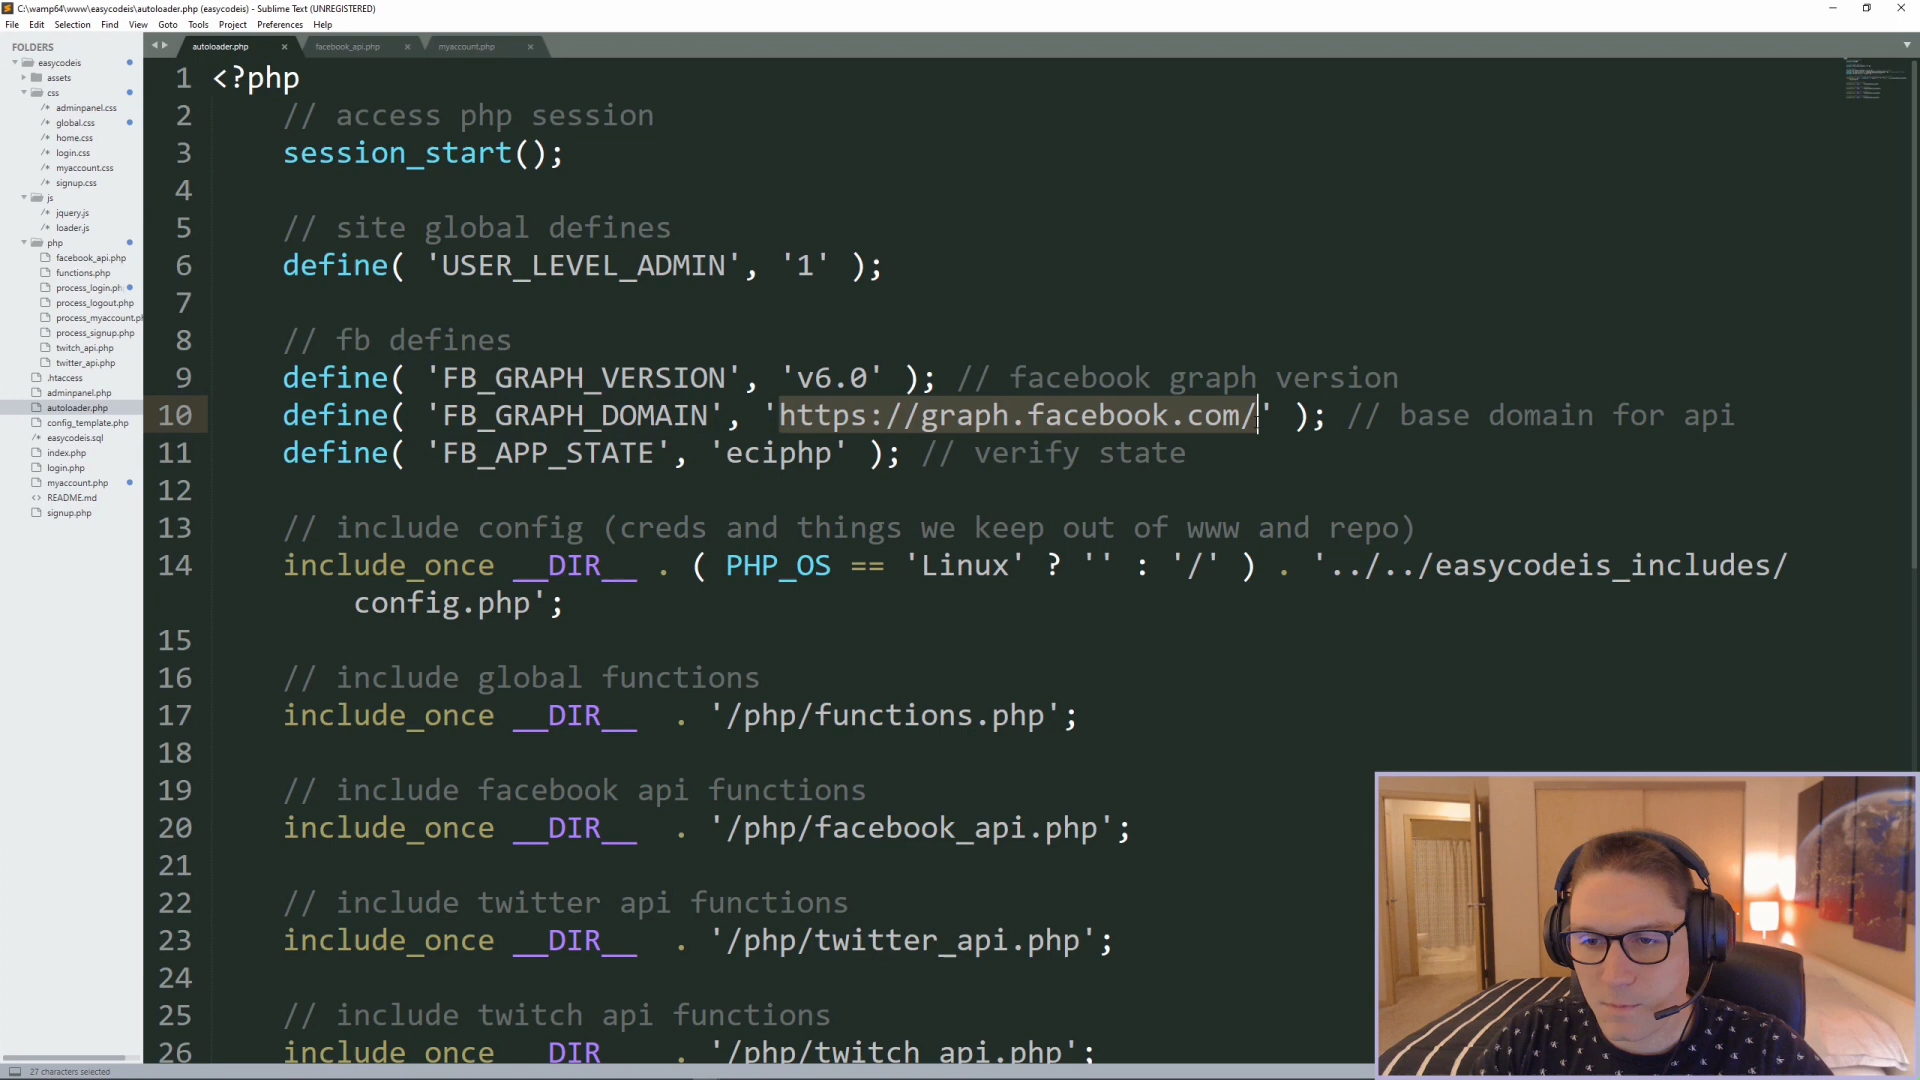 C:\wamp64\www\easycodeis\autoloader.php (easycodeis) - Sublime Text (UNREGISTERED)
File Edit Selection Find View Goto Tools Project Preferences Help
FOLDERS
easycodeis
assets
css
adminpanel.css
global.css
home.css
login.css
myaccount.css
signup.css
js
jquery.js
loader.js
php
facebook_api.php
functions.php
process_login.ph
process_logout.php
process_myaccount.ph
process_signup.php
twitch_api.php
twitter_api.php
.htaccess
adminpanel.php
autoloader.php
config_template.php
easycodeis.sql
index.php
login.php
myaccount.php
README.md
signup.php
autoloader.php facebook_api.php myaccount.php
1 <?php
2 // access php session
3 session_start();
4
5 // site global defines
6 define( 'USER_LEVEL_ADMIN', '1' );
7
8 // fb defines
9 define( 'FB_GRAPH_VERSION', 'v6.0' ); // facebook graph version
10 define( 'FB_GRAPH_DOMAIN', 'https://graph.facebook.com/' ); // base domain for api
11 define( 'FB_APP_STATE', 'eciphp' ); // verify state
12
13 // include config (creds and things we keep out of www and repo)
14 include_once __DIR__ . ( PHP_OS == 'Linux' ? '' : '/' ) . '../../easycodeis_includes/
config.php';
15
16 // include global functions
17 include_once __DIR__ . '/php/functions.php';
18
19 // include facebook api functions
20 include_once __DIR__ . '/php/facebook_api.php';
21
22 // include twitter api functions
23 include_once __DIR__ . '/php/twitter_api.php';
24
25 // include twitch api functions
26 include_once __DIR__ . '/php/twitch_api.php';
27 characters selected